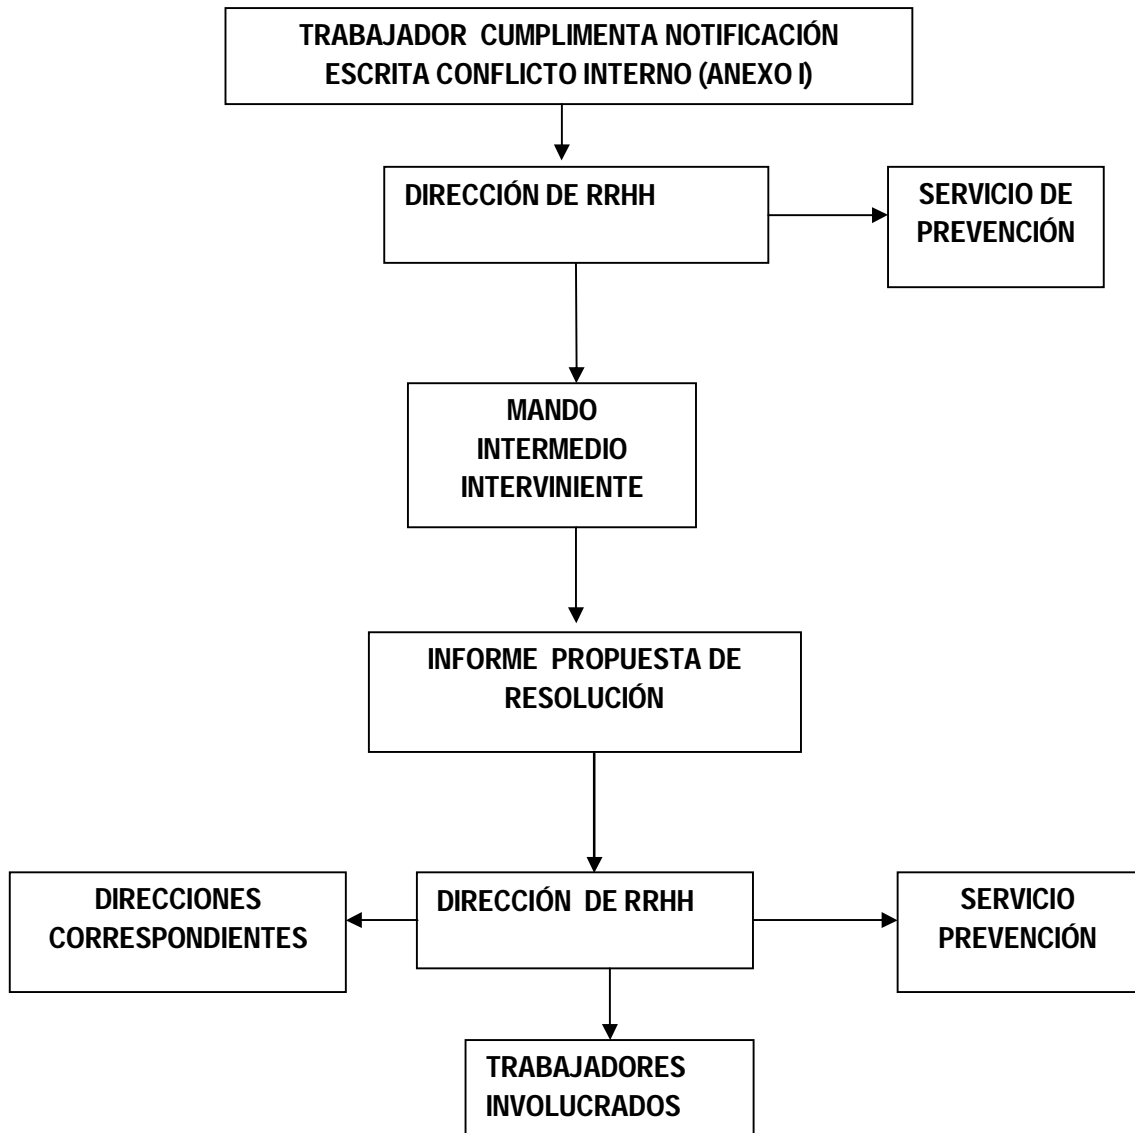 TRABAJADOR CUMPLIMENTA NOTIFICACIÓN
ESCRITA CONFLICTO INTERNO (ANEXO I)
DIRECCIÓN DE RRHH
SERVICIO DE
PREVENCIÓN
MANDO
INTERMEDIO
INTERVINIENTE
INFORME PROPUESTA DE
RESOLUCIÓN
DIRECCIONES
CORRESPONDIENTES
DIRECCIÓN DE RRHH
SERVICIO
PREVENCIÓN
TRABAJADORES
INVOLUCRADOS